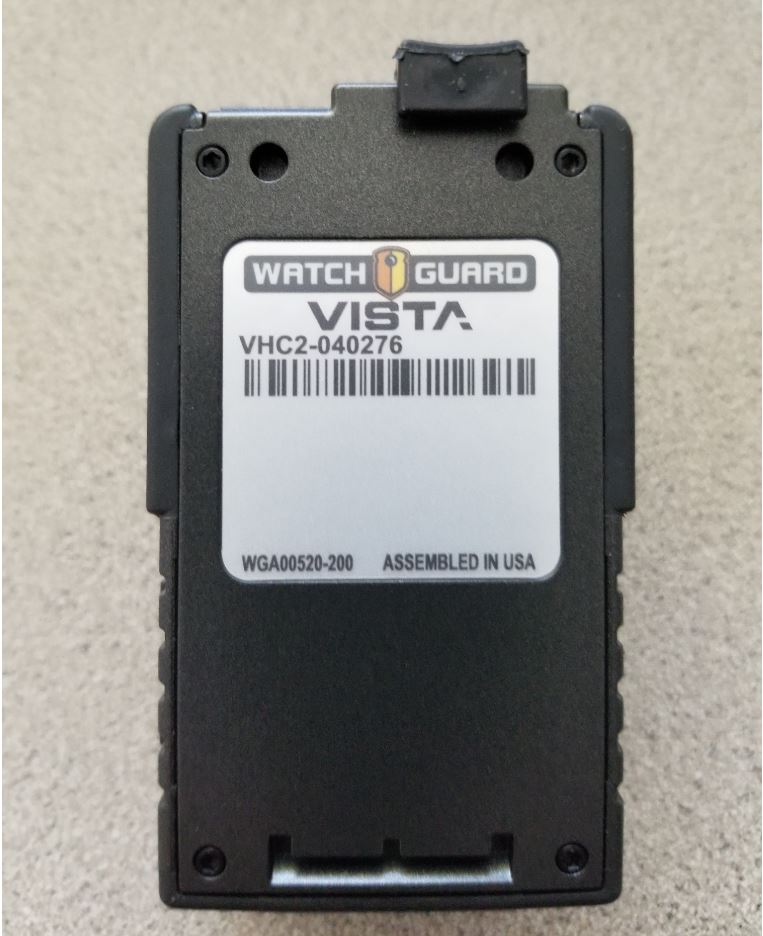 WATCH GUARD
VISTA
VHC2-040276
WGA00520-200 ASSEMBLED IN USA